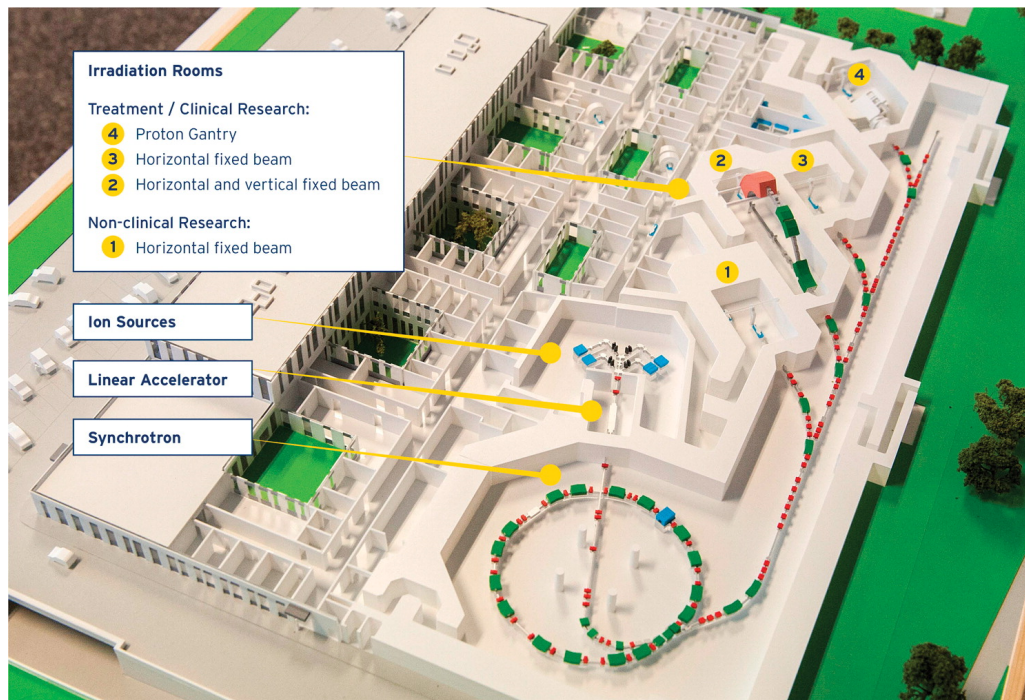 Irradiation Rooms
Treatment / Clinical Research:
4 Proton Gantry
3 Horizontal fixed beam
2 Horizontal and vertical fixed beam
Non-clinical Research:
1 Horizontal fixed beam
Ion Sources
Linear Accelerator
Synchrotron
4
2
3
1